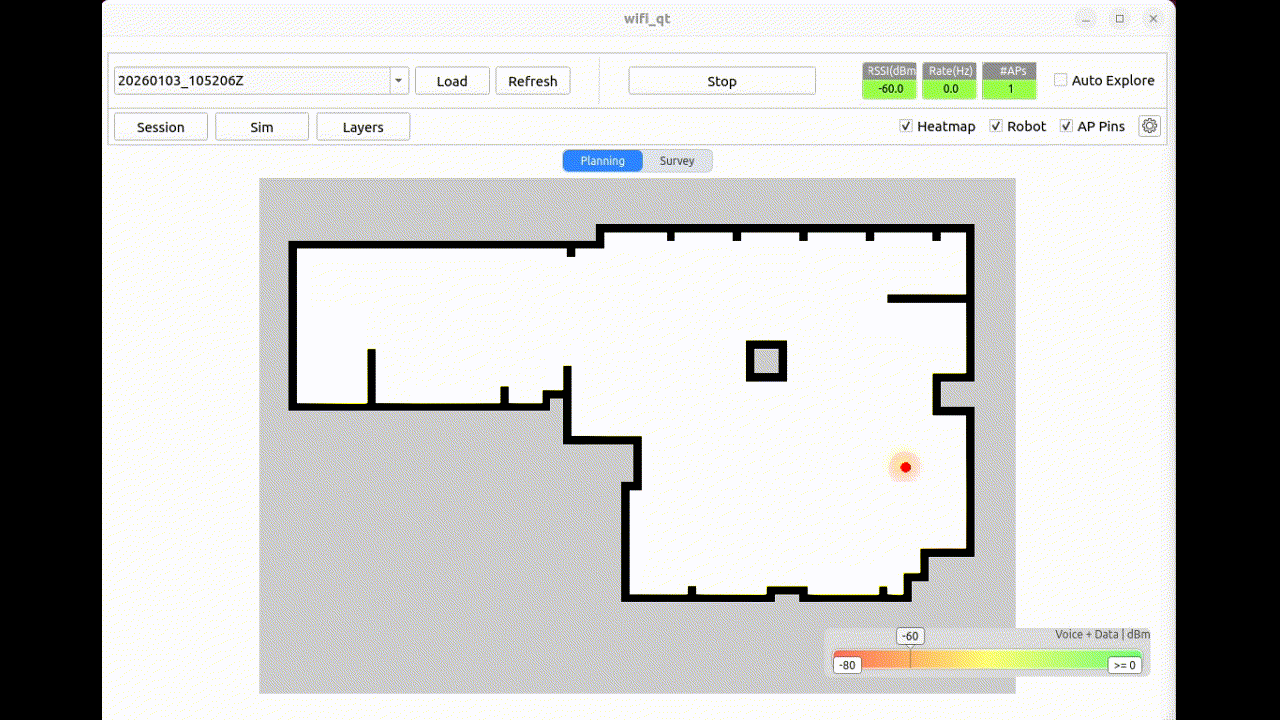 wifi_qt
20260103_105206Z
Load
Refresh
Stop
RSSI(dBm
-60.0
Rate(Hz)
0.0
#APs
1
Auto Explore
Session
Sim
Layers
Heatmap
Robot
AP Pins
Planning
Survey
-60
Voice + Data | dBm
-80
>= 0